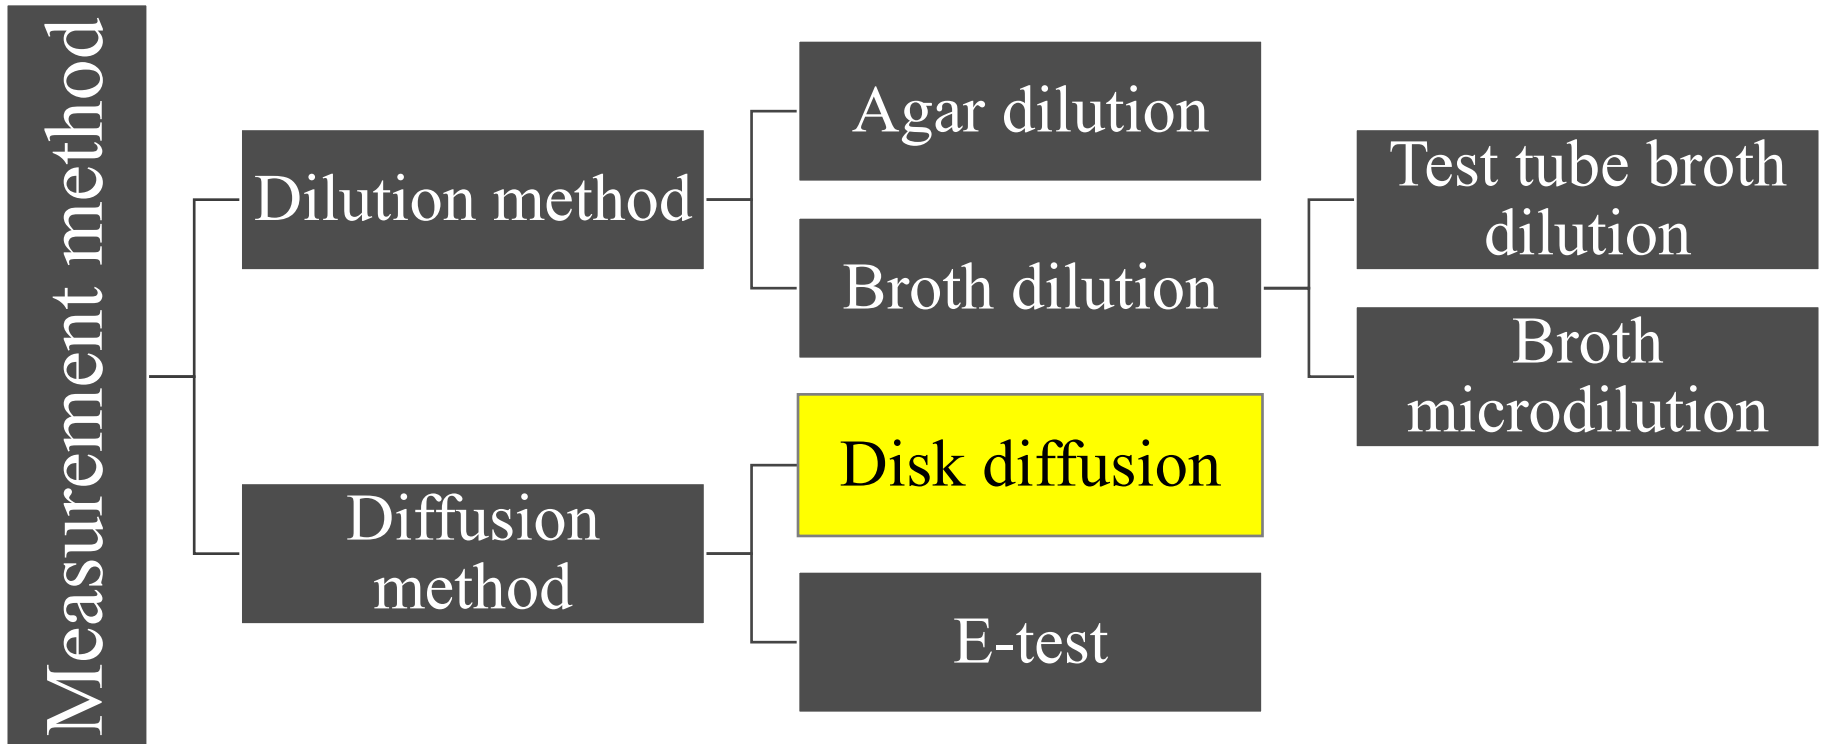 Measurement method
Dilution method
Agar dilution
Broth dilution
Test tube broth
dilution
Broth
microdilution
Diffusion
method
Disk diffusion
E-test